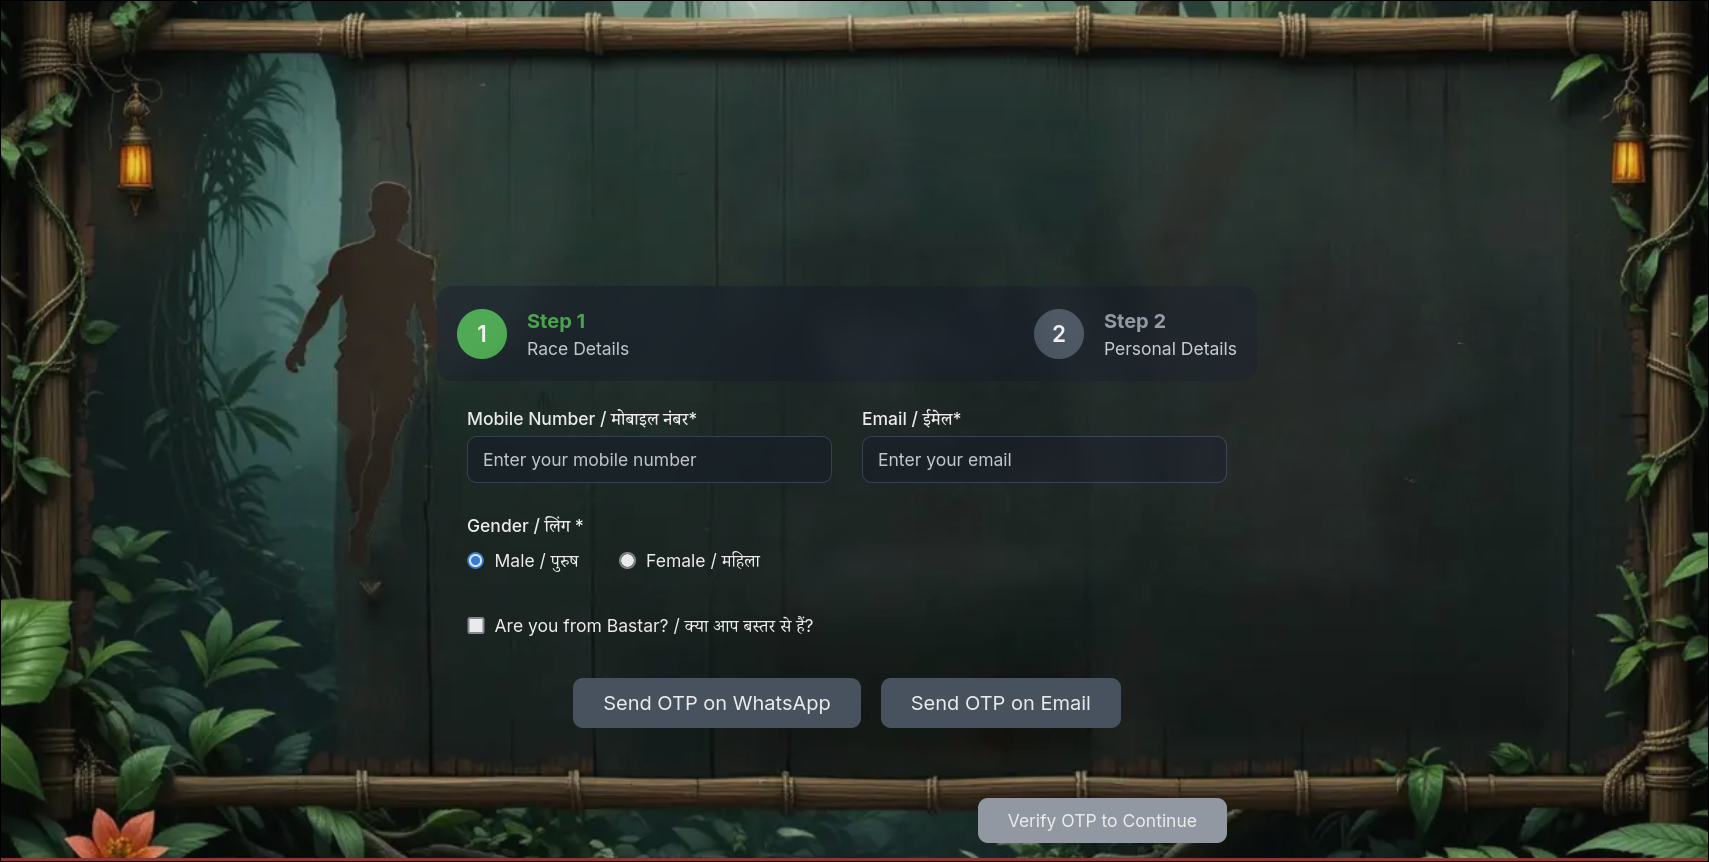 1
Step 1
Race Details
2
Step 2
Personal Details
Mobile Number / मोबाइल नंबर*
Enter your mobile number
Email / ईमेल*
Enter your email
Gender / लिंग *
Male / पुरुष
Female / महिला
Are you from Bastar? / क्या आप बस्तर से हैं?
Send OTP on WhatsApp
Send OTP on Email
Verify OTP to Continue